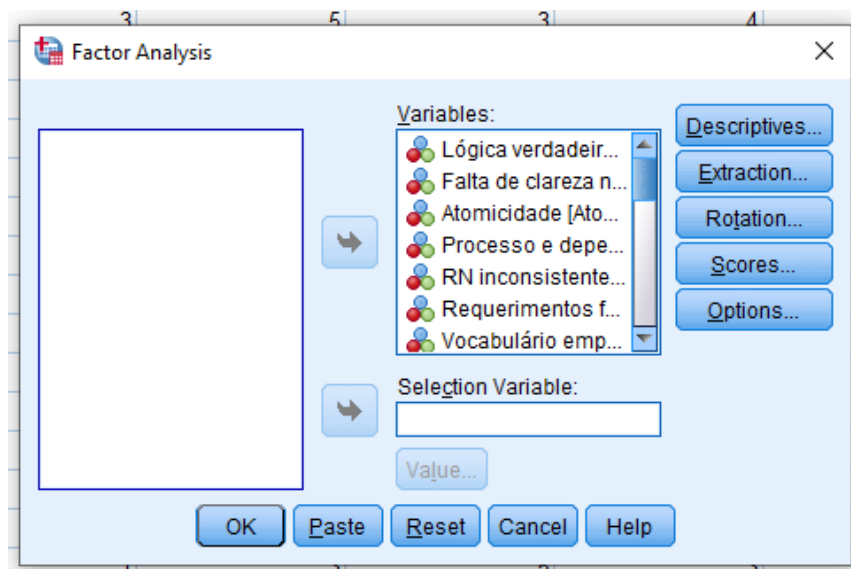 3 5 3 4
Factor Analysis
Variables:
Lógica verdadeir...
Falta de clareza n...
Atomicidade [Ato...
Processo e depe...
RN inconsistente...
Requerimentos f...
Vocabulário emp...
Descriptives...
Extraction...
Rotation...
Scores...
Options...
Selection Variable:
Value...
OK Paste Reset Cancel Help